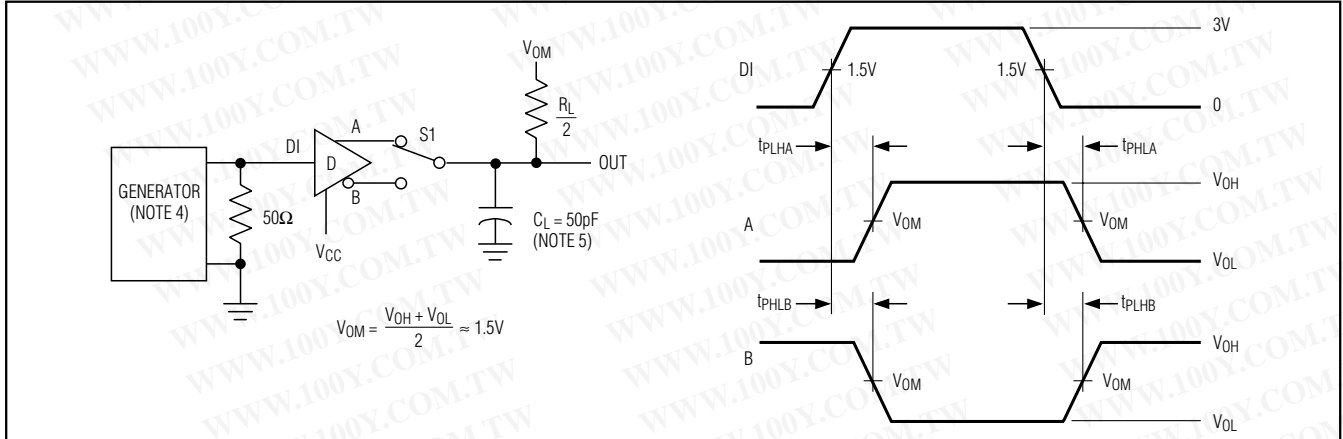 GENERATOR
(NOTE 4)
50Ω
DI
D
A
B
VCC
S1
VOM
RL
2
OUT
CL = 50pF
(NOTE 5)
VOM = VOH + VOL
2
≈ 1.5V
DI
1.5V
1.5V
3V
0
tPLHA
tPHLA
A
VOM
VOM
VOH
VOL
tPHLB
tPLHB
B
VOM
VOM
VOH
VOL
WWW.100Y.COM.TW